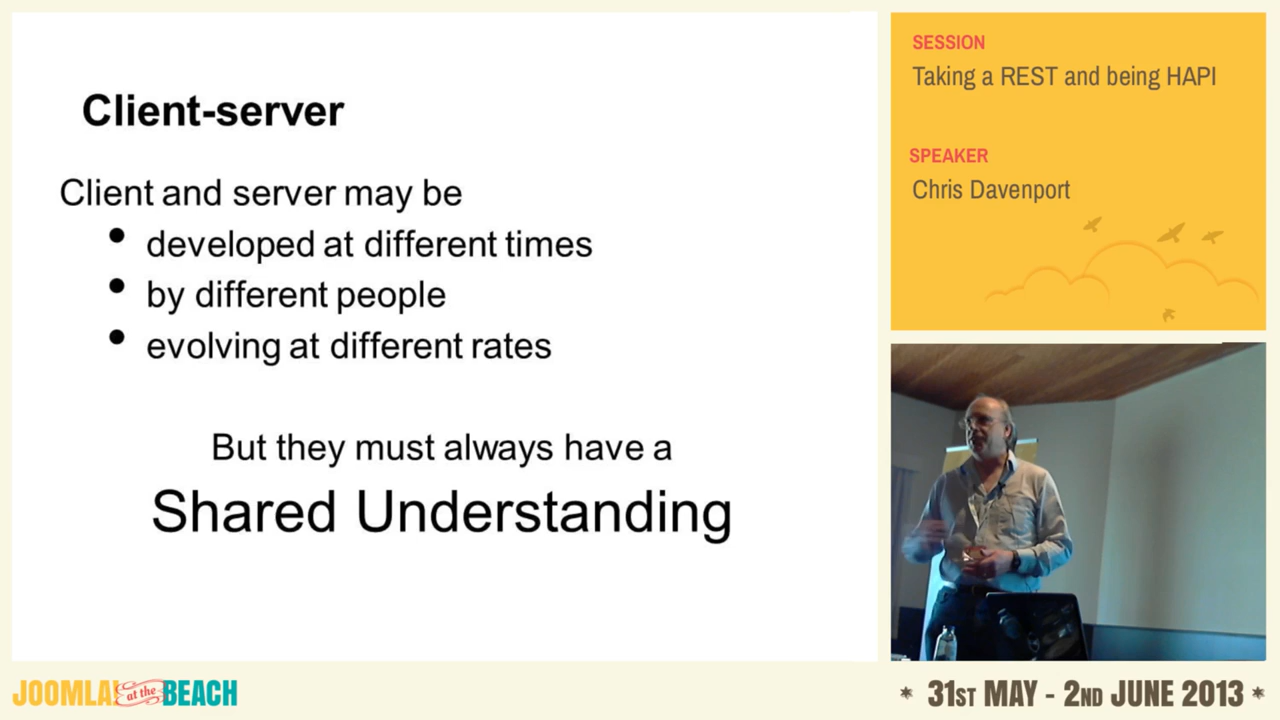 Client-server
Client and server may be
• developed at different times
• by different people
• evolving at different rates
But they must always have a
Shared Understanding
SESSION
Taking a REST and being HAPI
SPEAKER
Chris Davenport
JOOMLA! at the BEACH
* 31ST MAY - 2ND JUNE 2013 *